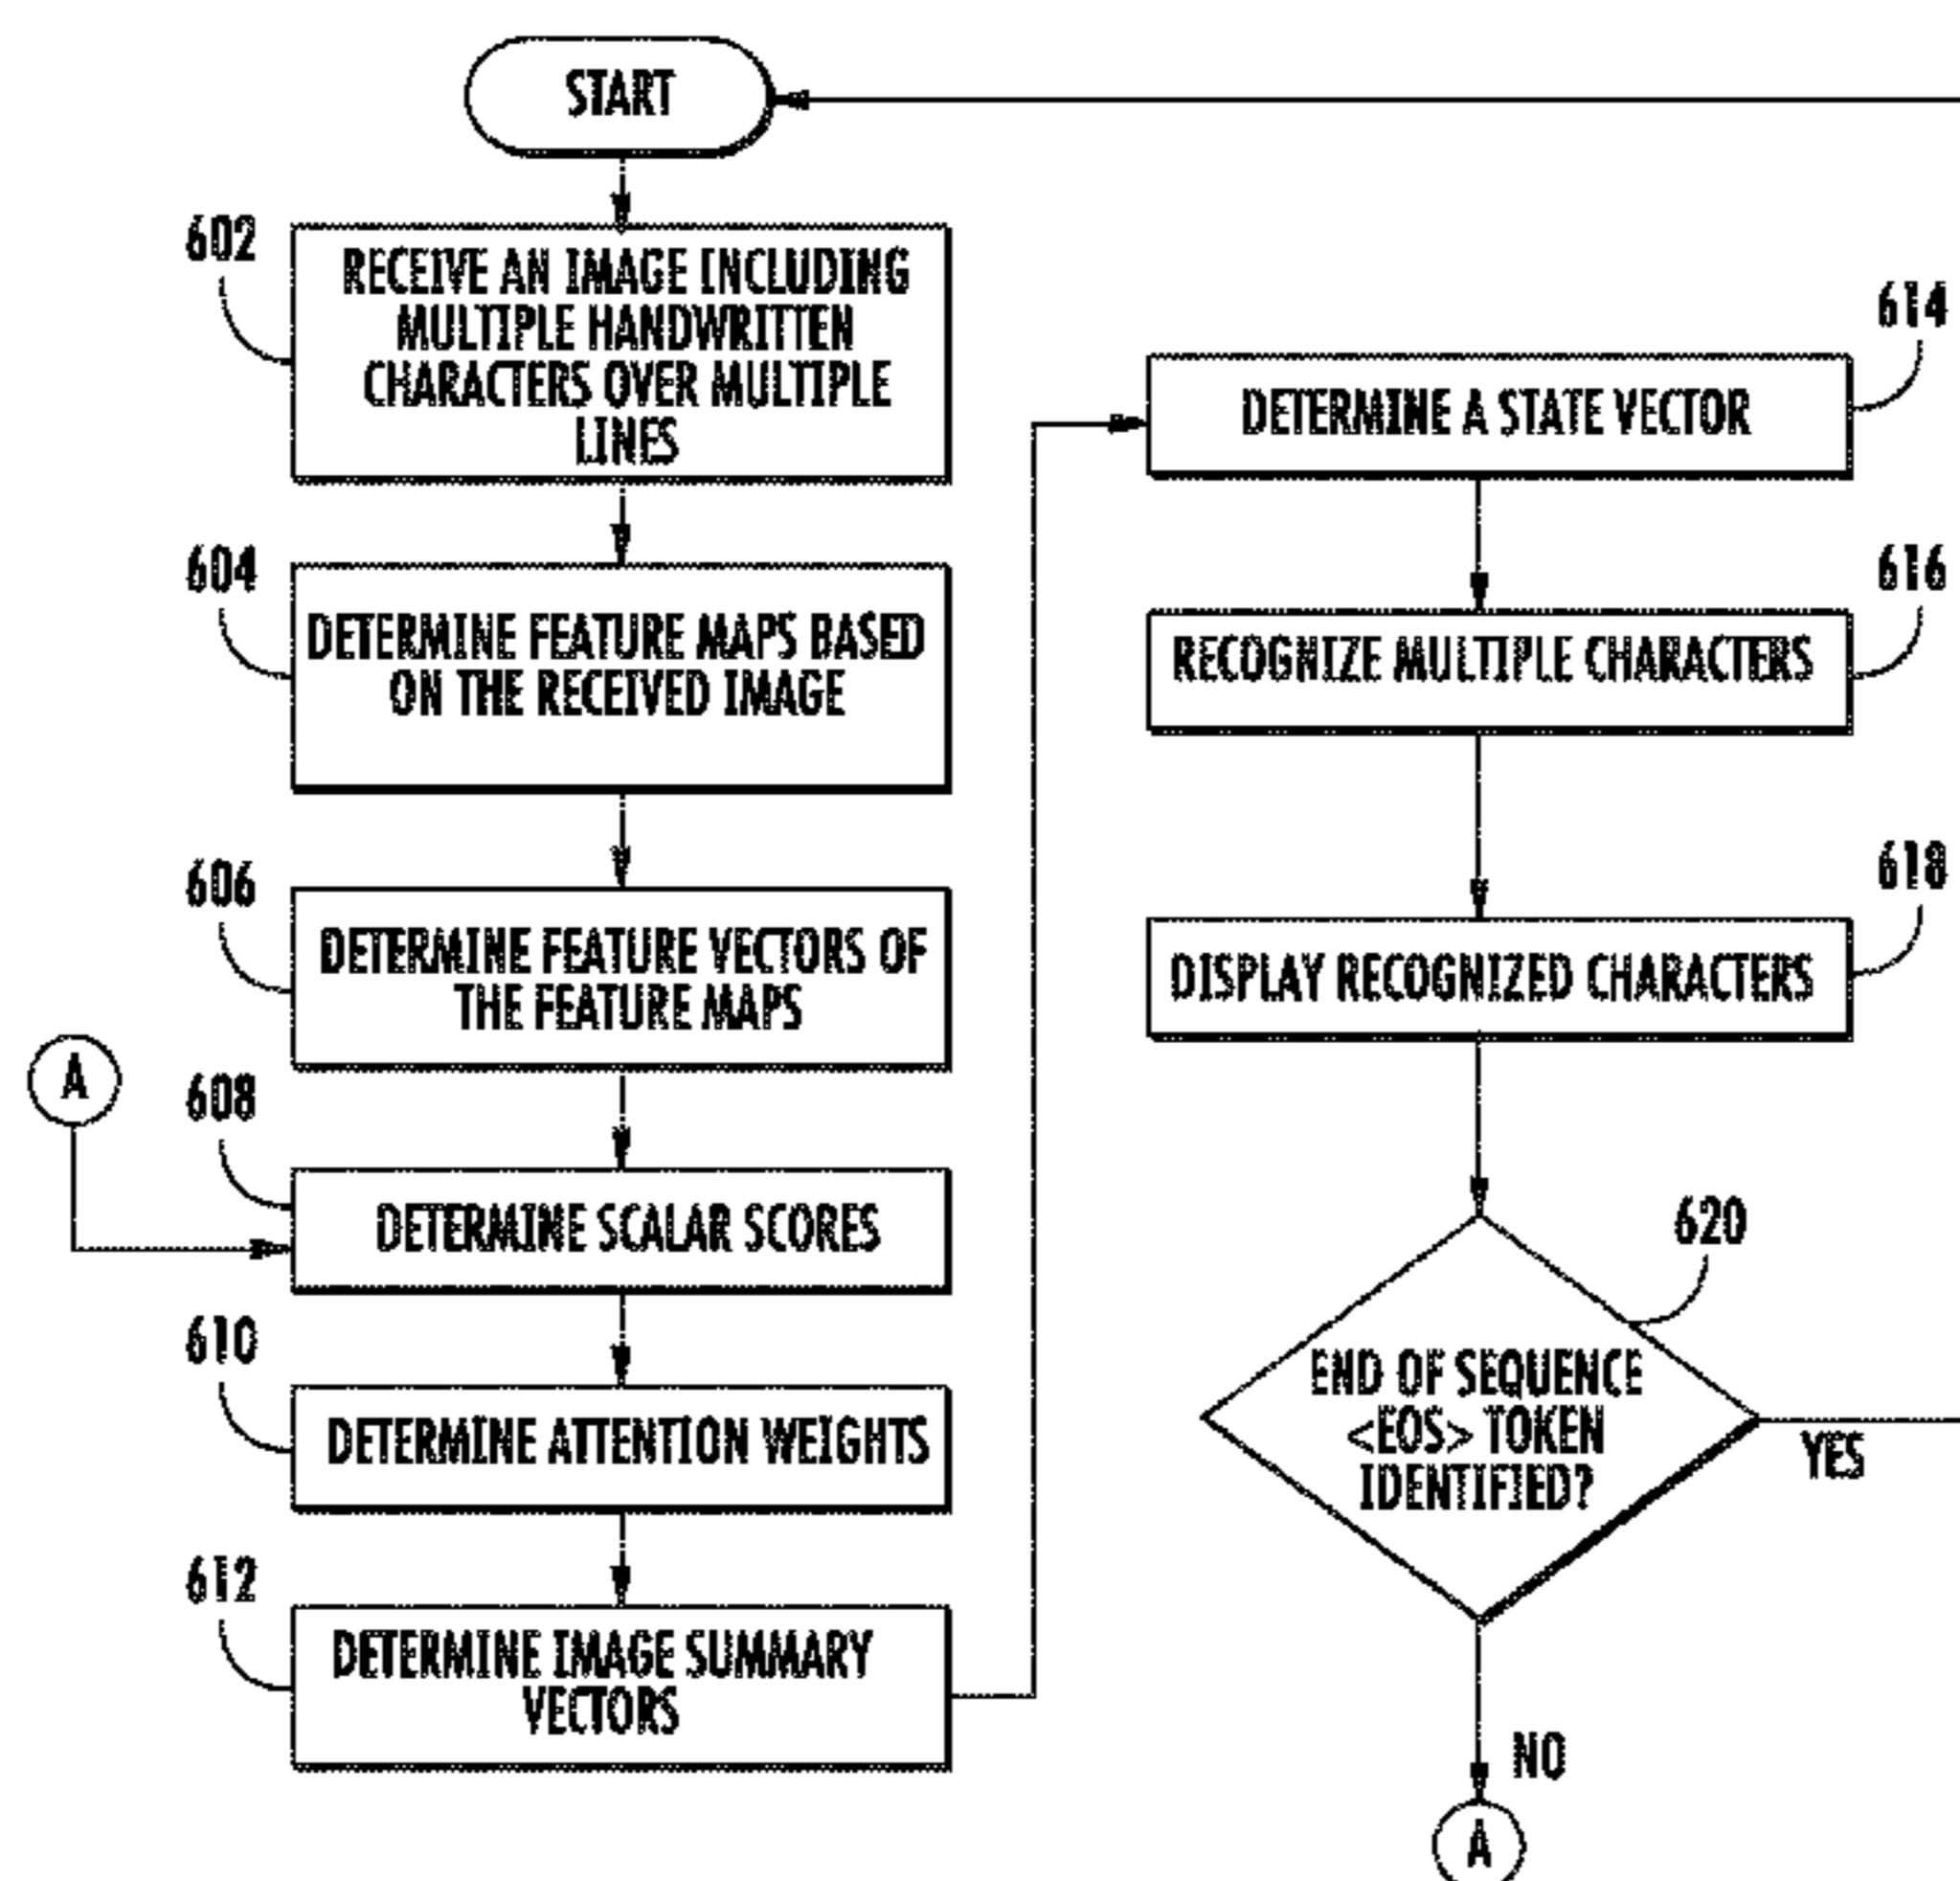 START
602
RECEIVE AN IMAGE INCLUDING
MULTIPLE HANDWRITTEN
CHARACTERS OVER MULTIPLE
LINES
604
DETERMINE FEATURE MAPS BASED
ON THE RECEIVED IMAGE
606
DETERMINE FEATURE VECTORS OF
THE FEATURE MAPS
A
608
DETERMINE SCALAR SCORES
610
DETERMINE ATTENTION WEIGHTS
612
DETERMINE IMAGE SUMMARY
VECTORS
614
DETERMINE A STATE VECTOR
616
RECOGNIZE MULTIPLE CHARACTERS
618
DISPLAY RECOGNIZED CHARACTERS
620
END OF SEQUENCE
<EOS> TOKEN
IDENTIFIED?
YES
NO
A